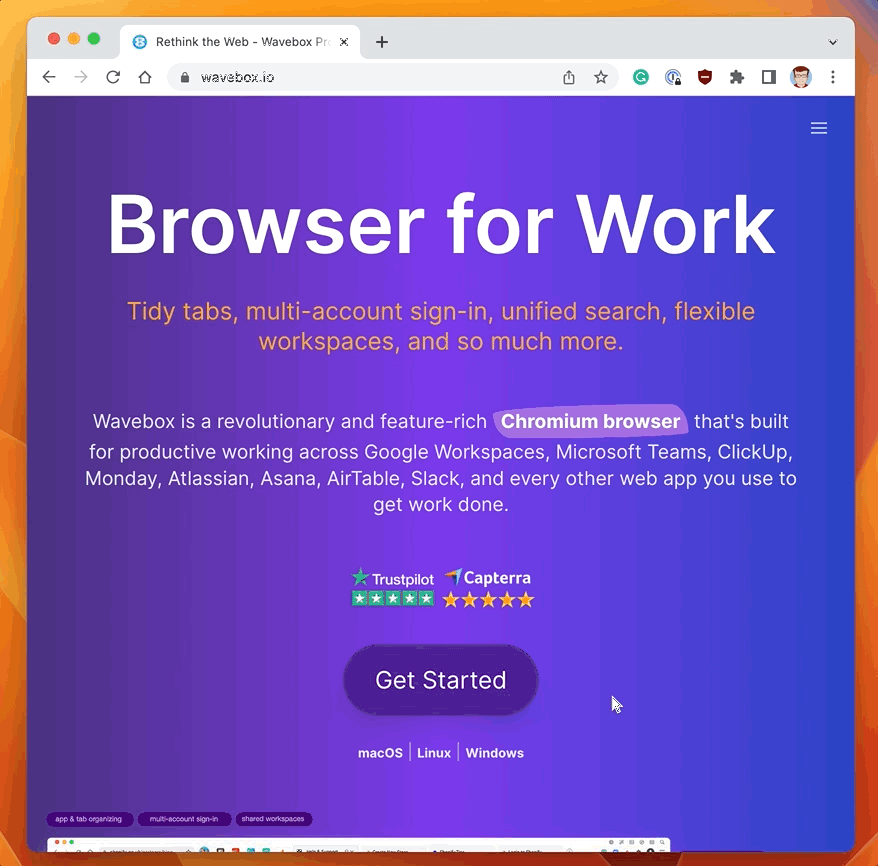 Rethink the Web - Wavebox Pro
wavebox.io
Browser for Work
Tidy tabs, multi-account sign-in, unified search, flexible
workspaces, and so much more.
Wavebox is a revolutionary and feature-rich Chromium browser that's built
for productive working across Google Workspaces, Microsoft Teams, ClickUp,
Monday, Atlassian, Asana, AirTable, Slack, and every other web app you use to
get work done.
Trustpilot Capterra
Get Started
macOS | Linux | Windows
app & tab organizing multi-account sign-in shared workspaces